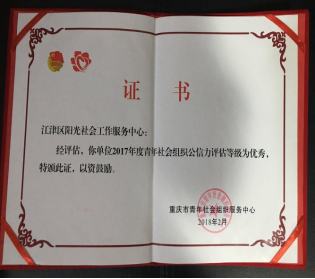 证书
江津区阳光社会工作服务中心：
经评估，你单位2017年度青年社会组织公信力评估等级为优秀，
特颁此证，以资鼓励。
重庆市青年社会组织服务中心
2018年2月